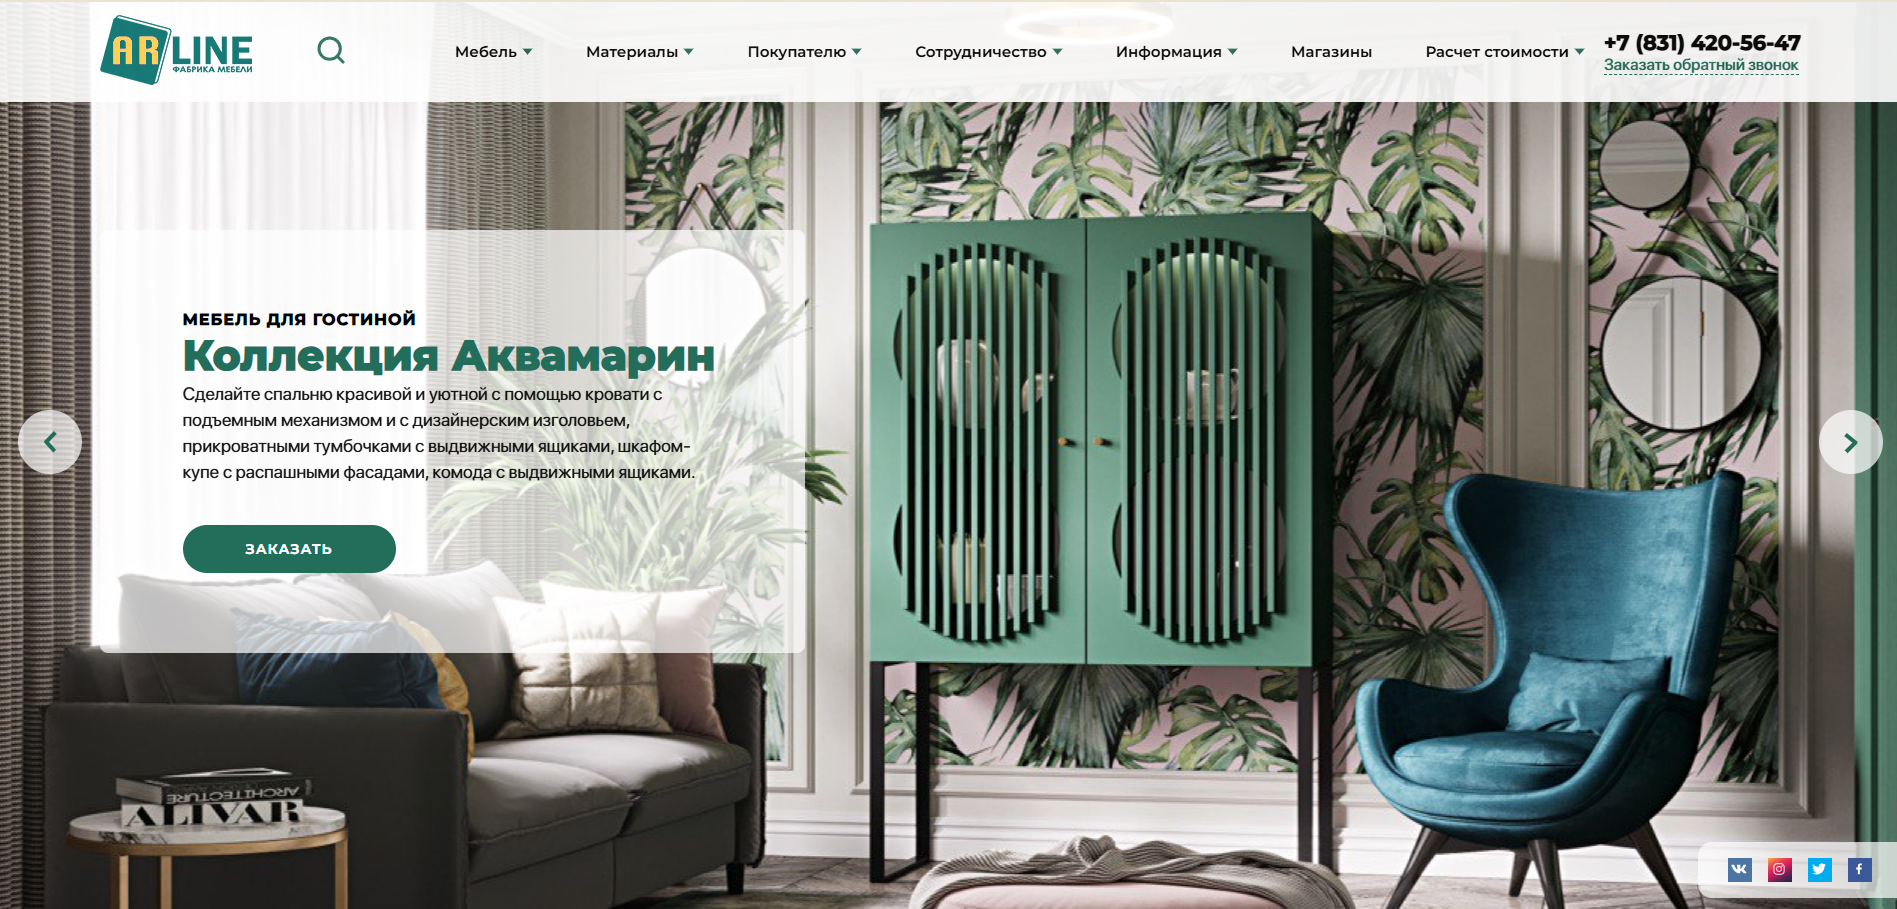 ARLINE
ФАБРИКА МЕБЕЛИ
Мебель
Материалы
Покупателю
Сотрудничество
Информация
Магазины
Расчет стоимости
+7 (831) 420-56-47
Заказать обратный звонок
МЕБЕЛЬ ДЛЯ ГОСТИНОЙ
Коллекция Аквамарин
Сделайте спальню красивой и уютной с помощью кровати с
подъемным механизмом и с дизайнерским изголовьем,
прикроватными тумбочками с выдвижными ящиками, шкафом-
купе с распашными фасадами, комода с выдвижными ящиками.
ЗАКАЗАТЬ
ARCHITECTURE
ALIVAR